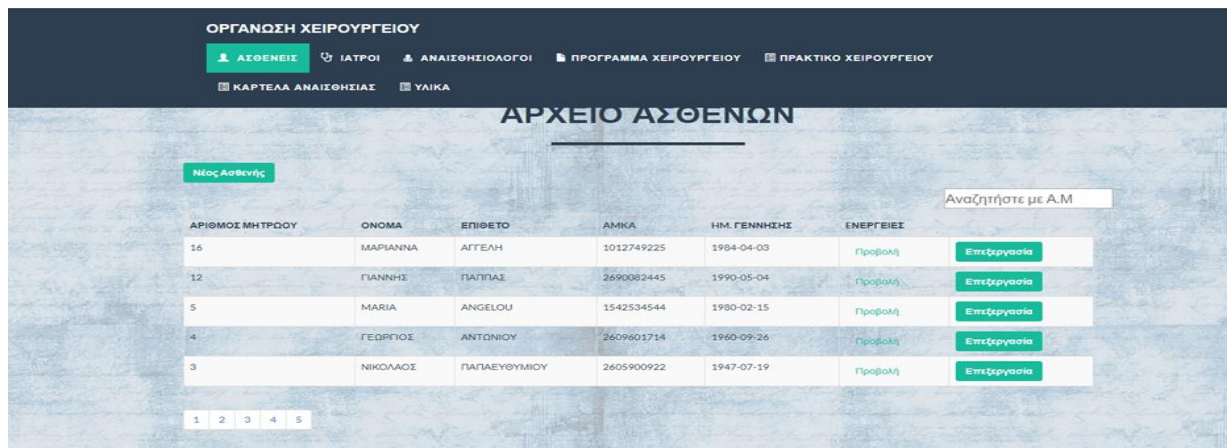 ΟΡΓΑΝΩΣΗ ΧΕΙΡΟΥΡΓΕΙΟΥ
ΑΣΘΕΝΕΙΣ ΙΑΤΡΟΙ ΑΝΑΙΣΘΗΣΙΟΛΟΓΟΙ ΠΡΟΓΡΑΜΜΑ ΧΕΙΡΟΥΡΓΕΙΟΥ ΠΡΑΚΤΙΚΟ ΧΕΙΡΟΥΡΓΕΙΟΥ
ΚΑΡΤΕΛΑ ΑΝΑΙΣΘΗΣΙΑΣ ΥΛΙΚΑ
ΑΡΧΕΙΟ ΑΣΘΕΝΩΝ
Νέος Ασθενής
Αναζητήστε με Α.Μ
ΑΡΙΘΜΟΣ ΜΗΤΡΩΟΥ ΟΝΟΜΑ ΕΠΙΘΕΤΟ ΑΜΚΑ ΗΜ. ΓΕΝΝΗΣΗΣ ΕΝΕΡΓΕΙΕΣ
16 ΜΑΡΙΑΝΝΑ ΑΓΓΕΛΗ 1012749225 1984-04-03 Προβολή Επεξεργασία
12 ΓΙΑΝΝΗΣ ΠΑΠΠΑΣ 2690082445 1990-05-04 Προβολή Επεξεργασία
5 MARIA ANGELOU 1542534544 1980-02-15 Προβολή Επεξεργασία
4 ΓΕΩΡΓΙΟΣ ΑΝΤΩΝΙΟΥ 2609601714 1960-09-26 Προβολή Επεξεργασία
3 ΝΙΚΟΛΑΟΣ ΠΑΠΑΕΥΘΥΜΙΟΥ 2605900922 1947-07-19 Προβολή Επεξεργασία
1 2 3 4 5